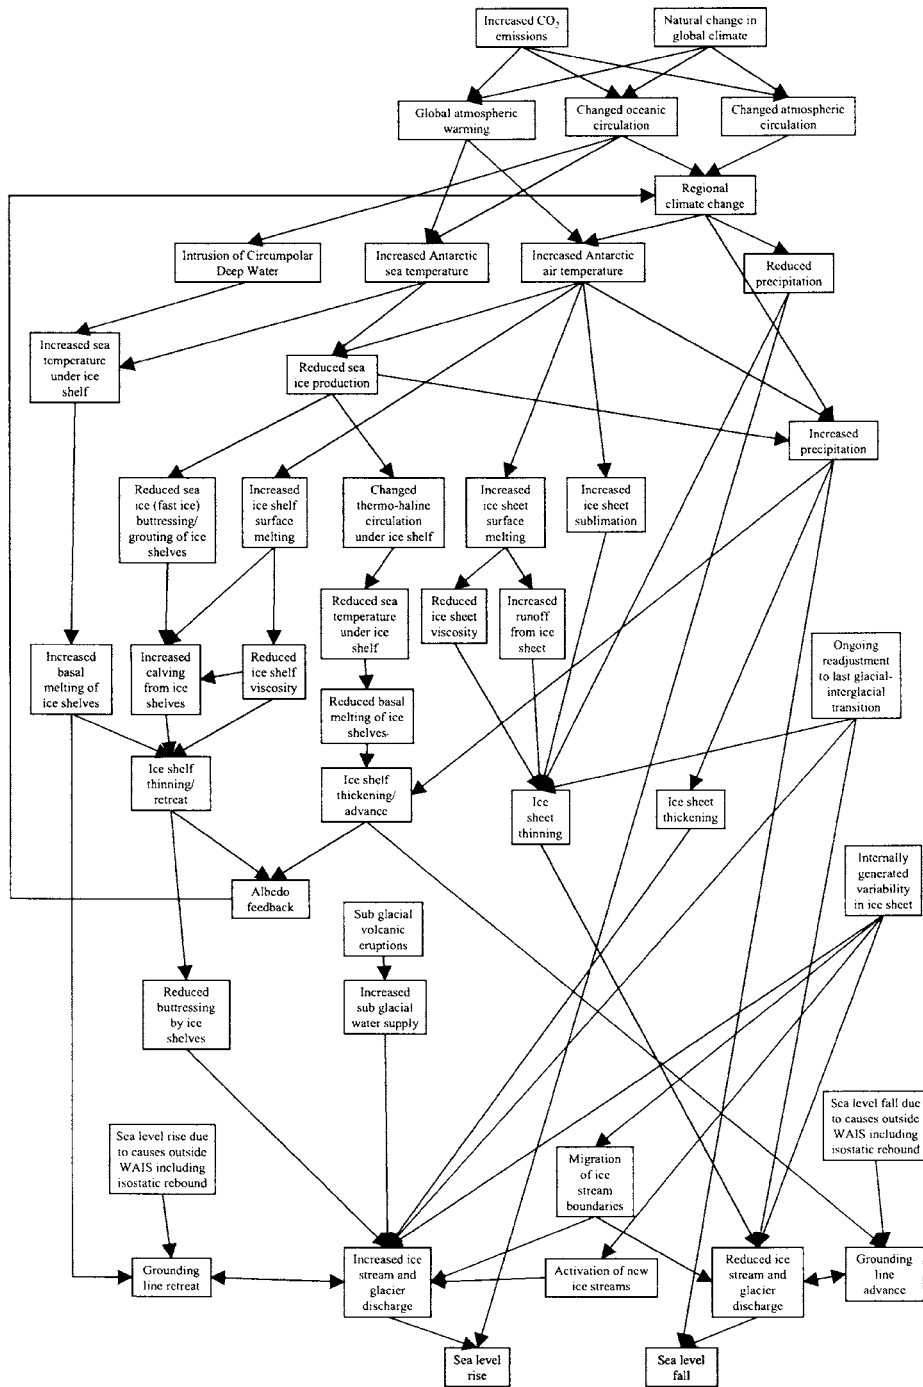 Increased CO₂
emissions
Natural change in
global climate
Global atmospheric
warming
Changed oceanic
circulation
Changed atmospheric
circulation
Regional
climate change
Intrusion of Circumpolar
Deep Water
Increased Antarctic
sea temperature
Increased Antarctic
air temperature
Reduced
precipitation
Increased sea
temperature
under ice
shelf
Reduced sea
ice production
Increased
precipitation
Reduced sea
ice (fast ice)
buttressing/
grouting of ice
shelves
Increased
ice shelf
surface
melting
Changed
thermo-haline
circulation
under ice shelf
Increased
ice sheet
surface
melting
Increased
ice sheet
sublimation
Reduced sea
temperature
under ice
shelf
Reduced
ice sheet
viscosity
Increased
runoff
from ice
sheet
Increased
basal
melting of
ice shelves
Increased
calving
from ice
shelves
Reduced
ice shelf
viscosity
Ongoing
readjustment
to last glacial-
interglacial
transition
Reduced basal
melting of ice
shelves-
Ice shelf
thinning/
retreat
Ice shelf
thickening/
advance
Ice
sheet
thinning
Ice sheet
thickening
Internally
generated
variability
in ice sheet
Albedo
feedback
Sub glacial
volcanic
eruptions
Reduced
buttressing
by ice
shelves
Increased
sub glacial
water supply
Sea level rise due
to causes outside
WAIS including
isostatic rebound
Migration
of ice
stream
boundaries
Sea level fall due
to causes outside
WAIS including
isostatic rebound
Grounding
line retreat
Increased ice
stream and
glacier
discharge
Activation of new
ice streams
Reduced ice
stream and
glacier
discharge
Grounding
line
advance
Sea level
rise
Sea level
fall